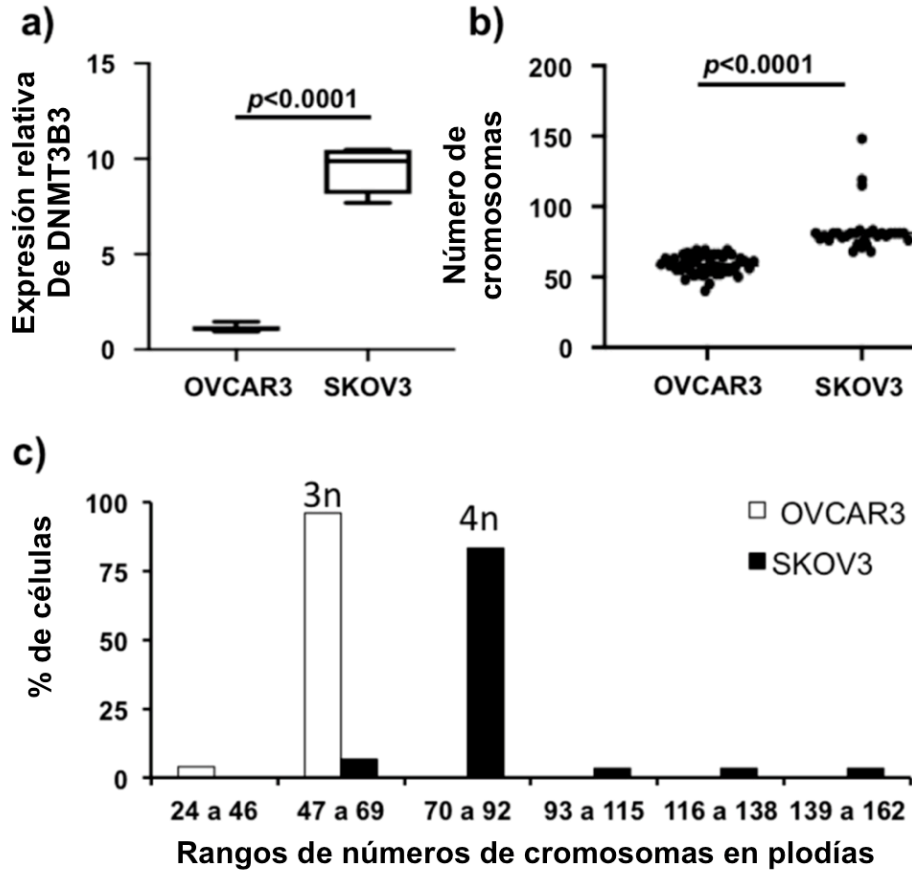 a)
Expresión relativa
De DNMT3B3
15
10
5
0
p<0.0001
OVCAR3 SKOV3
b)
Número de
cromosomas
200
150
100
50
0
p<0.0001
OVCAR3 SKOV3
c)
% de células
100
75
50
25
0
3n
4n
OVCAR3
SKOV3
24 a 46 47 a 69 70 a 92 93 a 115 116 a 138 139 a 162
Rangos de números de cromosomas en plodías